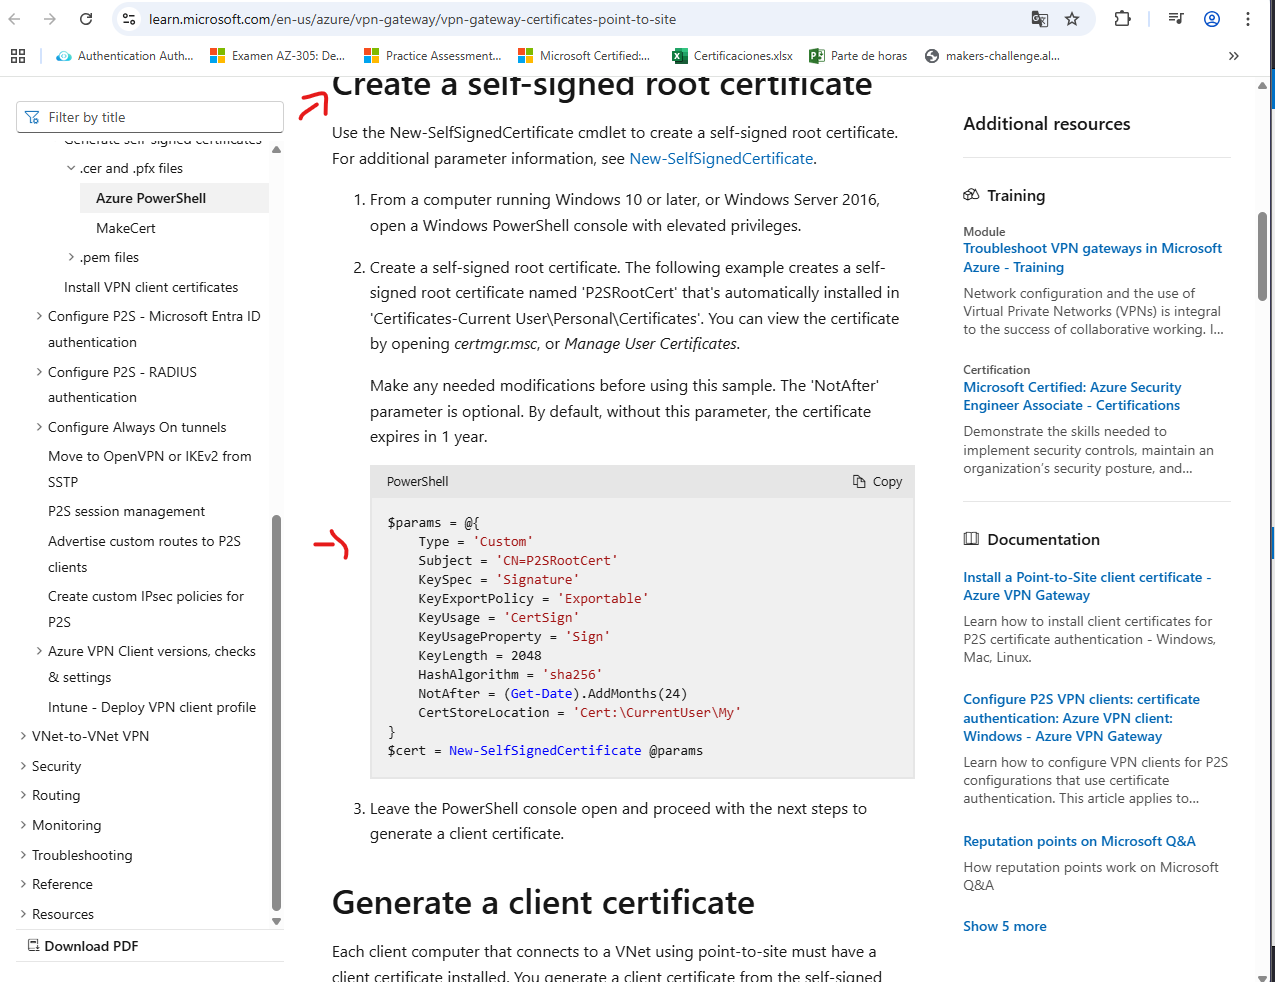 learn.microsoft.com/en-us/azure/vpn-gateway/vpn-gateway-certificates-point-to-site
Authentication Auth...
Examen AZ-305: De...
Practice Assessment...
Microsoft Certified:...
Certificaciones.xlsx
Parte de horas
makers-challenge.al...
Filter by title
Generate self-signed certificates
.cer and .pfx files
Azure PowerShell
MakeCert
.pem files
Install VPN client certificates
Configure P2S - Microsoft Entra ID
authentication
Configure P2S - RADIUS
authentication
Configure Always On tunnels
Move to OpenVPN or IKEv2 from
SSTP
P2S session management
Advertise custom routes to P2S
clients
Create custom IPsec policies for
P2S
Azure VPN Client versions, checks
& settings
Intune - Deploy VPN client profile
VNet-to-VNet VPN
Security
Routing
Monitoring
Troubleshooting
Reference
Resources
Download PDF
Create a self-signed root certificate
Use the New-SelfSignedCertificate cmdlet to create a self-signed root certificate.
For additional parameter information, see New-SelfSignedCertificate.
1. From a computer running Windows 10 or later, or Windows Server 2016,
open a Windows PowerShell console with elevated privileges.
2. Create a self-signed root certificate. The following example creates a self-
signed root certificate named 'P2SRootCert' that's automatically installed in
'Certificates-Current User\Personal\Certificates'. You can view the certificate
by opening certmgr.msc, or Manage User Certificates.
Make any needed modifications before using this sample. The 'NotAfter'
parameter is optional. By default, without this parameter, the certificate
expires in 1 year.
PowerShell
Copy
$params = @{
    Type = 'Custom'
    Subject = 'CN=P2SRootCert'
    KeySpec = 'Signature'
    KeyExportPolicy = 'Exportable'
    KeyUsage = 'CertSign'
    KeyUsageProperty = 'Sign'
    KeyLength = 2048
    HashAlgorithm = 'sha256'
    NotAfter = (Get-Date).AddMonths(24)
    CertStoreLocation = 'Cert:\CurrentUser\My'
}
$cert = New-SelfSignedCertificate @params
3. Leave the PowerShell console open and proceed with the next steps to
generate a client certificate.
Generate a client certificate
Each client computer that connects to a VNet using point-to-site must have a
client certificate installed. You generate a client certificate from the self-signed
Additional resources
Training
Module
Troubleshoot VPN gateways in Microsoft
Azure - Training
Network configuration and the use of
Virtual Private Networks (VPNs) is integral
to the success of collaborative working. I...
Certification
Microsoft Certified: Azure Security
Engineer Associate - Certifications
Demonstrate the skills needed to
implement security controls, maintain an
organization's security posture, and...
Documentation
Install a Point-to-Site client certificate -
Azure VPN Gateway
Learn how to install client certificates for
P2S certificate authentication - Windows,
Mac, Linux.
Configure P2S VPN clients: certificate
authentication: Azure VPN client:
Windows - Azure VPN Gateway
Learn how to configure VPN clients for P2S
configurations that use certificate
authentication. This article applies to...
Reputation points on Microsoft Q&A
How reputation points work on Microsoft
Q&A
Show 5 more